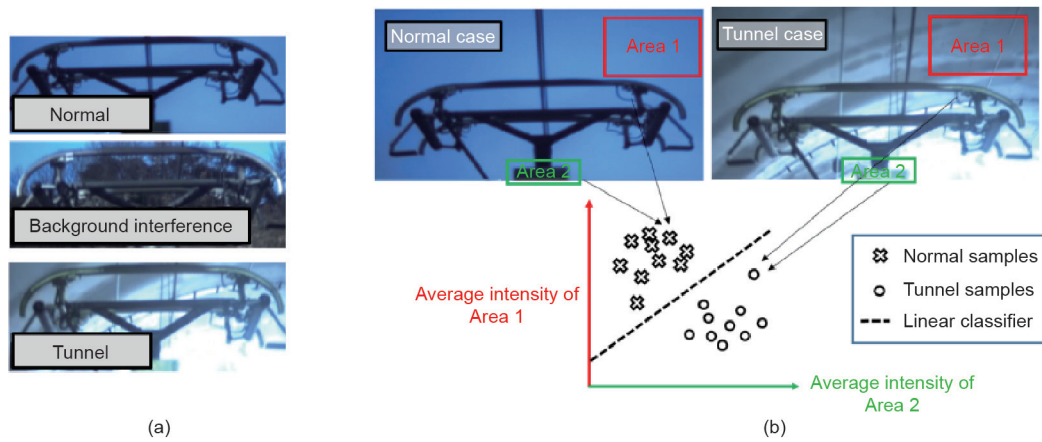 Normal
Background interference
Tunnel
(a)
Normal case
Area 1
Area 2
Tunnel case
Area 1
Area 2
Average intensity of
Area 1
Average intensity of
Area 2
Normal samples
Tunnel samples
Linear classifier
(b)